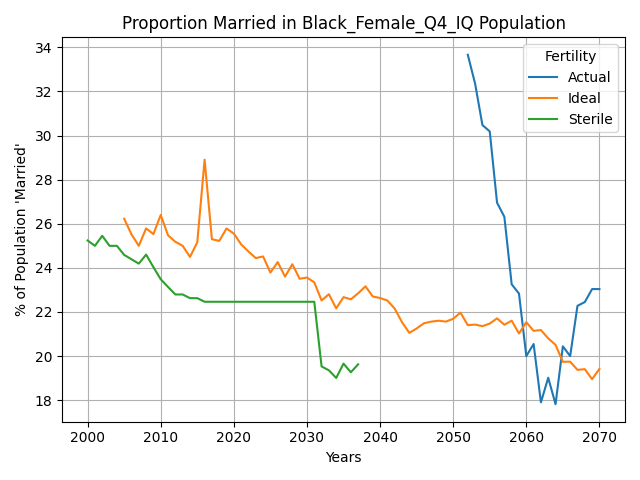 Proportion Married in Black_Female_Q4_IQ Population
% of Population 'Married'
34
32
30
28
26
24
22
20
18
Fertility
Actual
Ideal
Sterile
2000 2010 2020 2030 2040 2050 2060 2070
Years